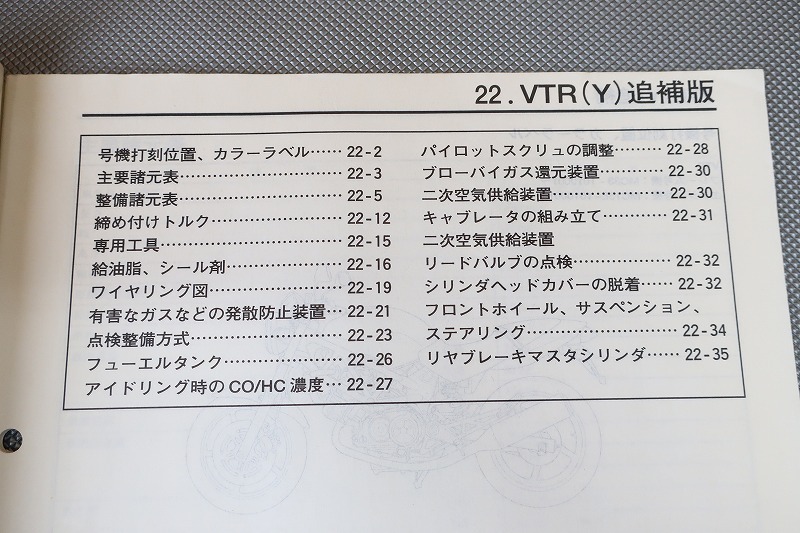 22.VTR(Y)追補版
号機打刻位置、カラーラベル……22-2
主要諸元表………………………22-3
整備諸元表………………………22-5
締め付けトルク…………………22-12
専用工具…………………………22-15
給油脂、シール剤………………22-16
ワイヤリング図…………………22-19
有害なガスなどの発散防止装置…22-21
点検整備方式……………………22-23
フューエルタンク………………22-26
アイドリング時のCO/HC濃度…22-27
パイロットスクリュの調整………22-28
ブローバイガス還元装置…………22-30
二次空気供給装置………………22-30
キャブレータの組み立て…………22-31
二次空気供給装置
リードバルブの点検……………22-32
シリンダヘッドカバーの脱着……22-32
フロントホイール、サスペンション、
ステアリング……………………22-34
リヤブレーキマスタシリンダ……22-35